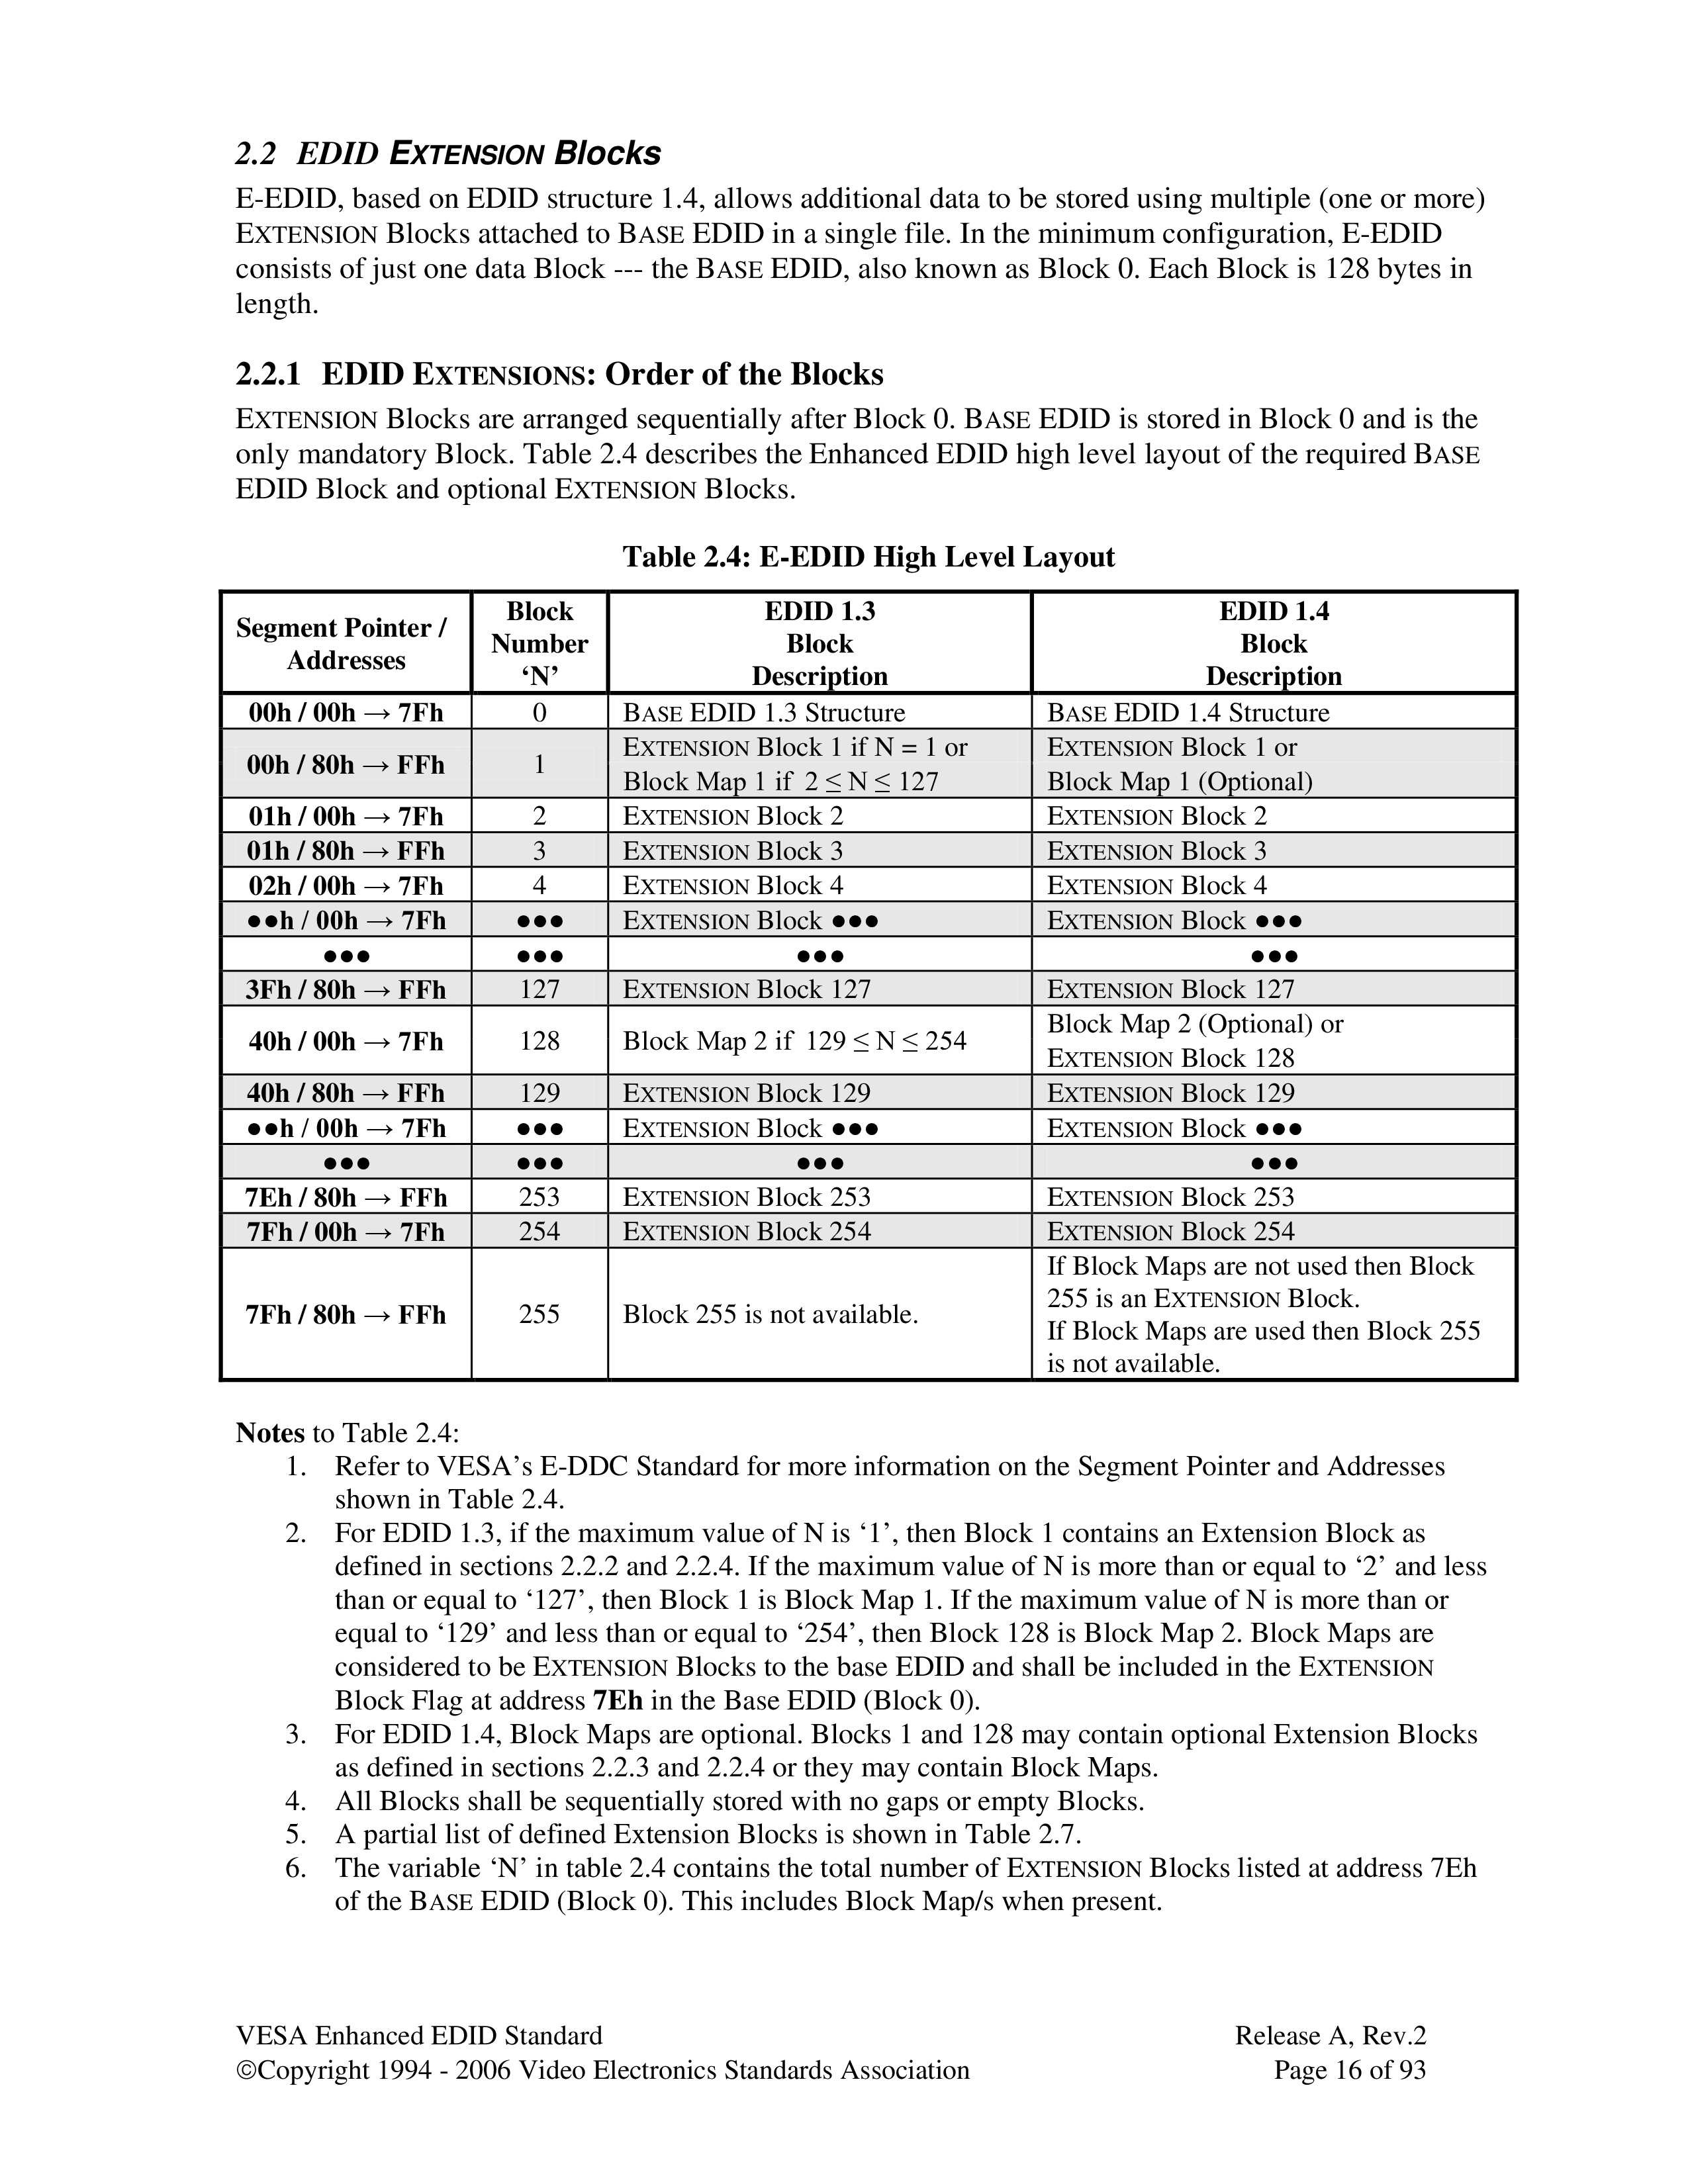 2.2 EDID EXTENSION Blocks
E-EDID, based on EDID structure 1.4, allows additional data to be stored using multiple (one or more)
EXTENSION Blocks attached to BASE EDID in a single file. In the minimum configuration, E-EDID
consists of just one data Block --- the BASE EDID, also known as Block 0. Each Block is 128 bytes in
length.
2.2.1 EDID EXTENSIONS: Order of the Blocks
EXTENSION Blocks are arranged sequentially after Block 0. BASE EDID is stored in Block 0 and is the
only mandatory Block. Table 2.4 describes the Enhanced EDID high level layout of the required BASE
EDID Block and optional EXTENSION Blocks.
Table 2.4: E-EDID High Level Layout
Segment Pointer /
Addresses
Block
Number
‘N’
EDID 1.3
Block
Description
EDID 1.4
Block
Description
00h / 00h → 7Fh 0 BASE EDID 1.3 Structure BASE EDID 1.4 Structure
00h / 80h → FFh 1
EXTENSION Block 1 if N = 1 or
Block Map 1 if 2 ≤ N ≤ 127
EXTENSION Block 1 or
Block Map 1 (Optional)
01h / 00h → 7Fh 2 EXTENSION Block 2 EXTENSION Block 2
01h / 80h → FFh 3 EXTENSION Block 3 EXTENSION Block 3
02h / 00h → 7Fh 4 EXTENSION Block 4 EXTENSION Block 4
●●h / 00h → 7Fh ●●● EXTENSION Block ●●● EXTENSION Block ●●●
●●● ●●● ●●● ●●●
3Fh / 80h → FFh 127 EXTENSION Block 127 EXTENSION Block 127
40h / 00h → 7Fh 128 Block Map 2 if 129 ≤ N ≤ 254
Block Map 2 (Optional) or
EXTENSION Block 128
40h / 80h → FFh 129 EXTENSION Block 129 EXTENSION Block 129
●●h / 00h → 7Fh ●●● EXTENSION Block ●●● EXTENSION Block ●●●
●●● ●●● ●●● ●●●
7Eh / 80h → FFh 253 EXTENSION Block 253 EXTENSION Block 253
7Fh / 00h → 7Fh 254 EXTENSION Block 254 EXTENSION Block 254
7Fh / 80h → FFh 255 Block 255 is not available.
If Block Maps are not used then Block
255 is an EXTENSION Block.
If Block Maps are used then Block 255
is not available.
Notes to Table 2.4:
1. Refer to VESA’s E-DDC Standard for more information on the Segment Pointer and Addresses
shown in Table 2.4.
2. For EDID 1.3, if the maximum value of N is ‘1’, then Block 1 contains an Extension Block as
defined in sections 2.2.2 and 2.2.4. If the maximum value of N is more than or equal to ‘2’ and less
than or equal to ‘127’, then Block 1 is Block Map 1. If the maximum value of N is more than or
equal to ‘129’ and less than or equal to ‘254’, then Block 128 is Block Map 2. Block Maps are
considered to be EXTENSION Blocks to the base EDID and shall be included in the EXTENSION
Block Flag at address 7Eh in the Base EDID (Block 0).
3. For EDID 1.4, Block Maps are optional. Blocks 1 and 128 may contain optional Extension Blocks
as defined in sections 2.2.3 and 2.2.4 or they may contain Block Maps.
4. All Blocks shall be sequentially stored with no gaps or empty Blocks.
5. A partial list of defined Extension Blocks is shown in Table 2.7.
6. The variable ‘N’ in table 2.4 contains the total number of EXTENSION Blocks listed at address 7Eh
of the BASE EDID (Block 0). This includes Block Map/s when present.
VESA Enhanced EDID Standard Release A, Rev.2
©Copyright 1994 - 2006 Video Electronics Standards Association Page 16 of 93